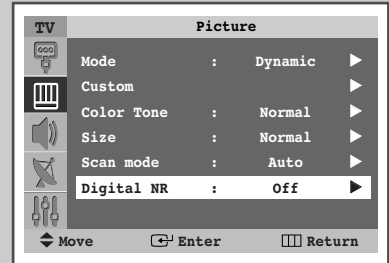 TV Picture
Mode : Dynamic
Custom
Color Tone : Normal
Size : Normal
Scan mode : Auto
Digital NR : Off
Move Enter Return